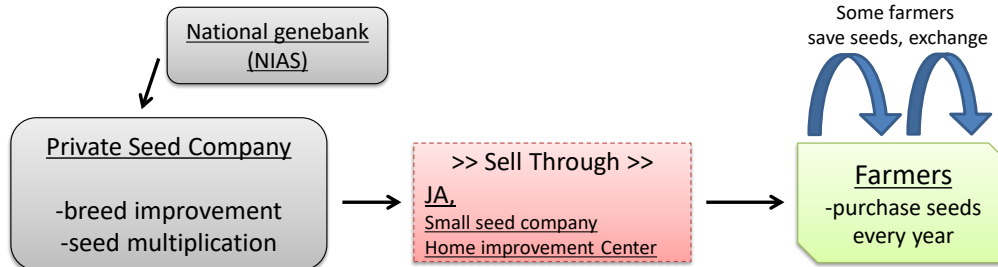 National genebank
(NIAS)
Some farmers
save seeds, exchange
Private Seed Company
-breed improvement
-seed multiplication
>> Sell Through >>
JA,
Small seed company
Home improvement Center
Farmers
-purchase seeds
every year